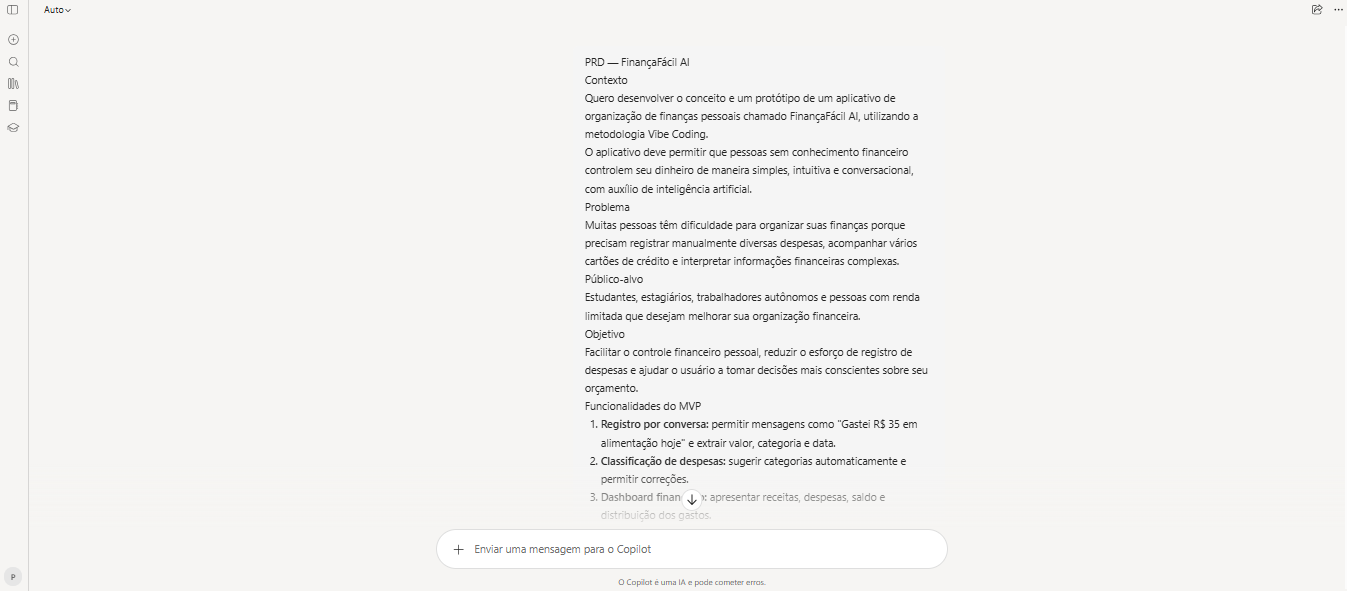 Auto
PRD — FinançaFácil AI
Contexto
Quero desenvolver o conceito e um protótipo de um aplicativo de
organização de finanças pessoais chamado FinançaFácil AI, utilizando a
metodologia Vibe Coding.
O aplicativo deve permitir que pessoas sem conhecimento financeiro
controlem seu dinheiro de maneira simples, intuitiva e conversacional,
com auxílio de inteligência artificial.
Problema
Muitas pessoas têm dificuldade para organizar suas finanças porque
precisam registrar manualmente diversas despesas, acompanhar vários
cartões de crédito e interpretar informações financeiras complexas.
Público-alvo
Estudantes, estagiários, trabalhadores autônomos e pessoas com renda
limitada que desejam melhorar sua organização financeira.
Objetivo
Facilitar o controle financeiro pessoal, reduzir o esforço de registro de
despesas e ajudar o usuário a tomar decisões mais conscientes sobre seu
orçamento.
Funcionalidades do MVP
1. Registro por conversa: permitir mensagens como "Gastei R$ 35 em
alimentação hoje" e extrair valor, categoria e data.
2. Classificação de despesas: sugerir categorias automaticamente e
permitir correções.
3. Dashboard : apresentar receitas, despesas, saldo e
distribuição dos gastos.
Enviar uma mensagem para o Copilot
P
O Copilot é uma IA e pode cometer erros.